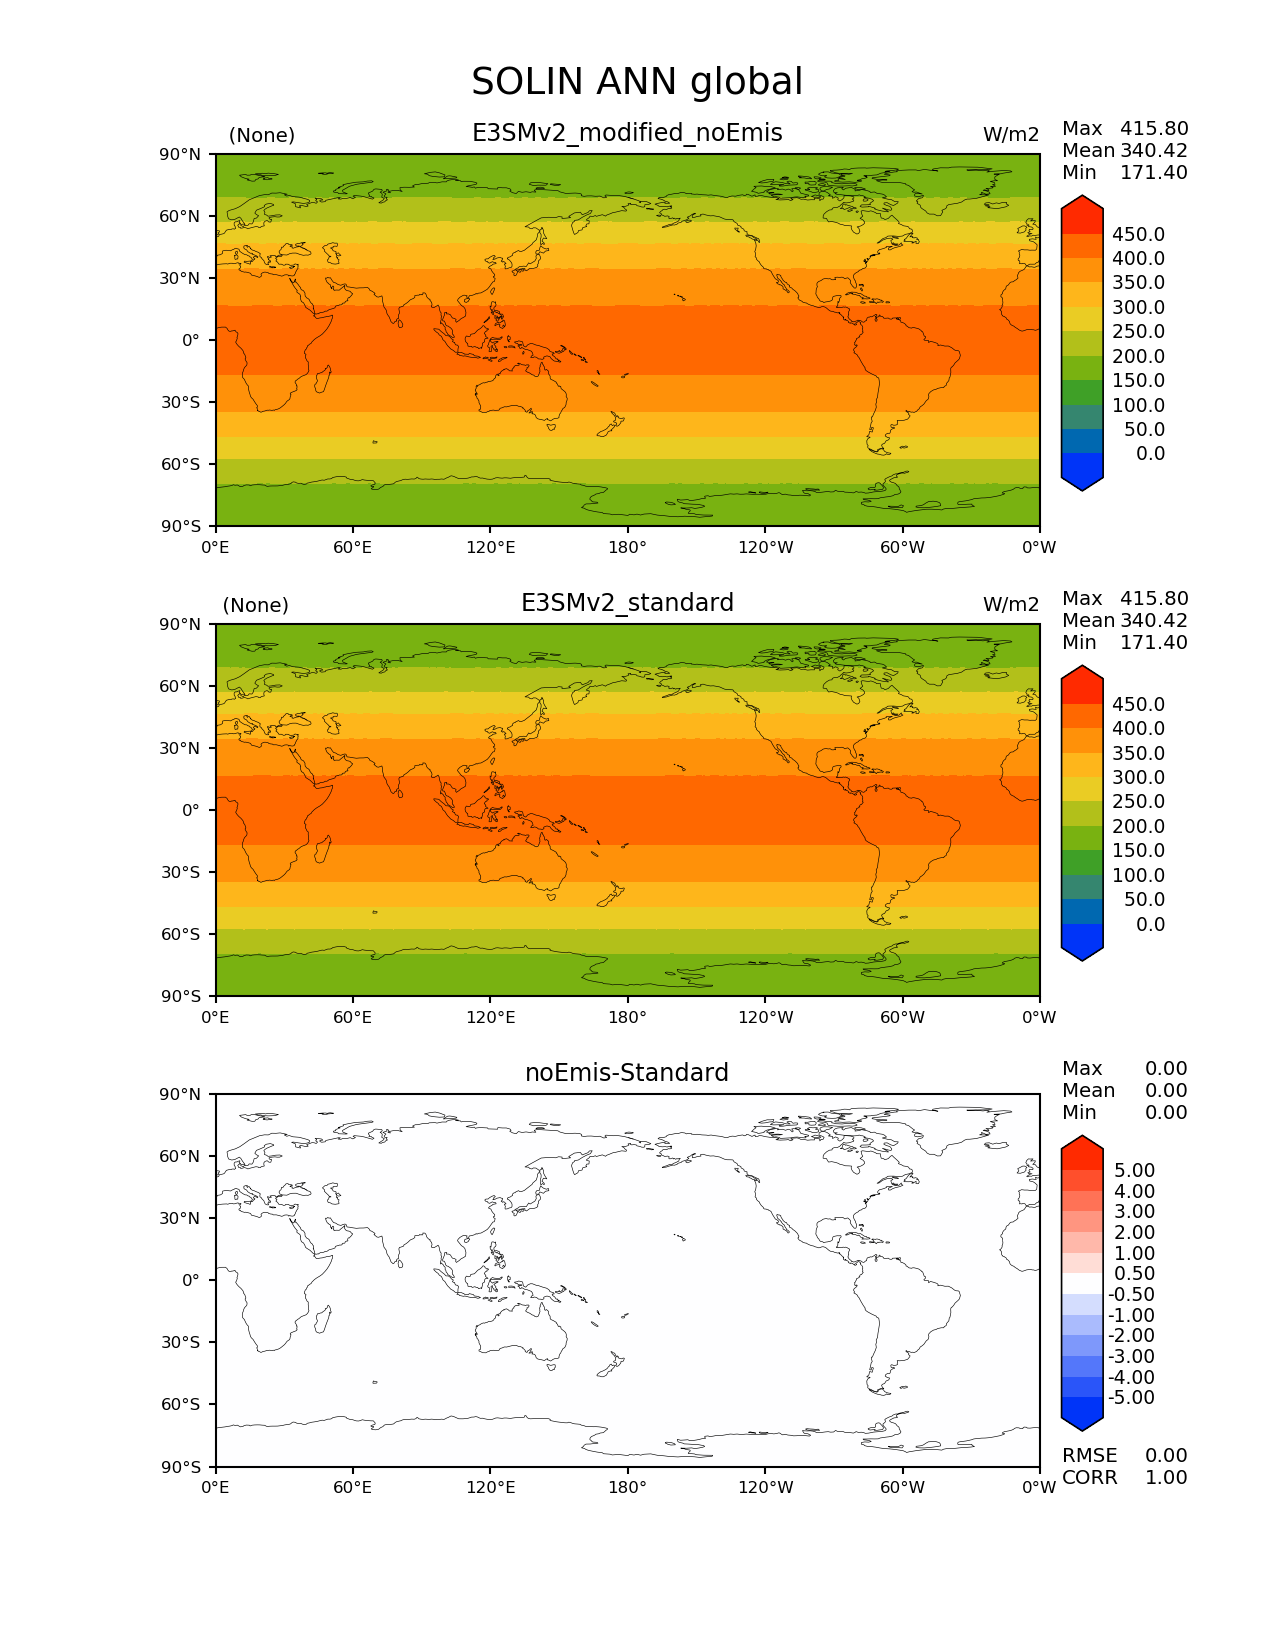 SOLIN ANN global
(None) E3SMv2_modified_noEmis W/m2
Max 415.80
Mean 340.42
Min 171.40
90°N
60°N
30°N
0°
30°S
60°S
90°S
0°E 60°E 120°E 180° 120°W 60°W 0°W
450.0
400.0
350.0
300.0
250.0
200.0
150.0
100.0
50.0
0.0
(None) E3SMv2_standard W/m2
Max 415.80
Mean 340.42
Min 171.40
90°N
60°N
30°N
0°
30°S
60°S
90°S
0°E 60°E 120°E 180° 120°W 60°W 0°W
450.0
400.0
350.0
300.0
250.0
200.0
150.0
100.0
50.0
0.0
noEmis-Standard
Max 0.00
Mean 0.00
Min 0.00
90°N
60°N
30°N
0°
30°S
60°S
90°S
0°E 60°E 120°E 180° 120°W 60°W 0°W
5.00
4.00
3.00
2.00
1.00
0.50
-0.50
-1.00
-2.00
-3.00
-4.00
-5.00
RMSE 0.00
CORR 1.00